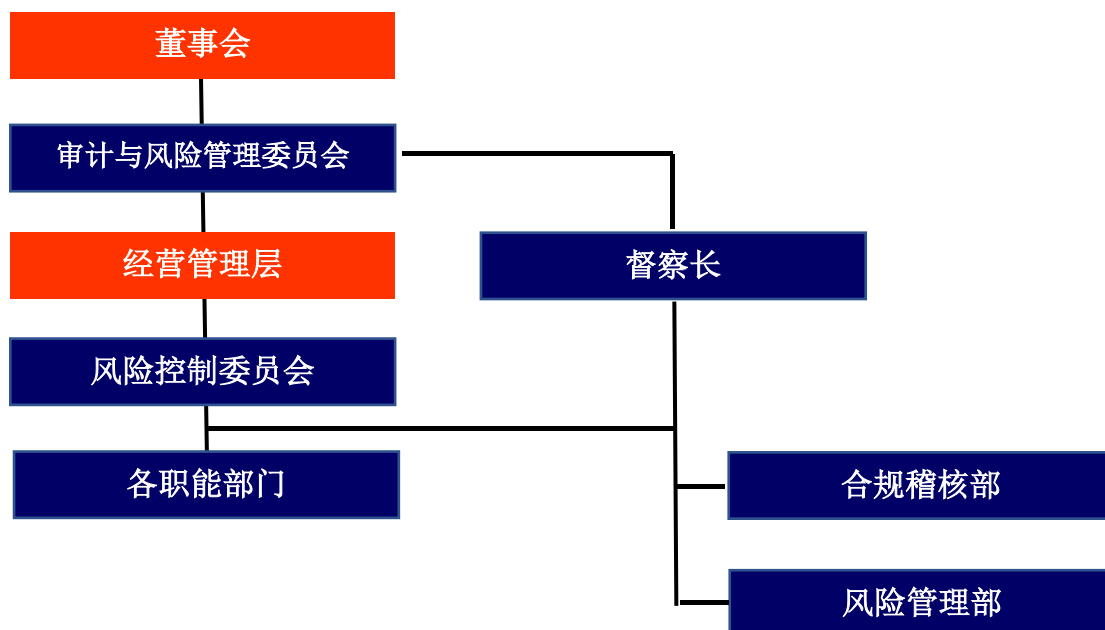 董事会
审计与风险管理委员会
经营管理层
督察长
风险控制委员会
各职能部门
合规稽核部
风险管理部